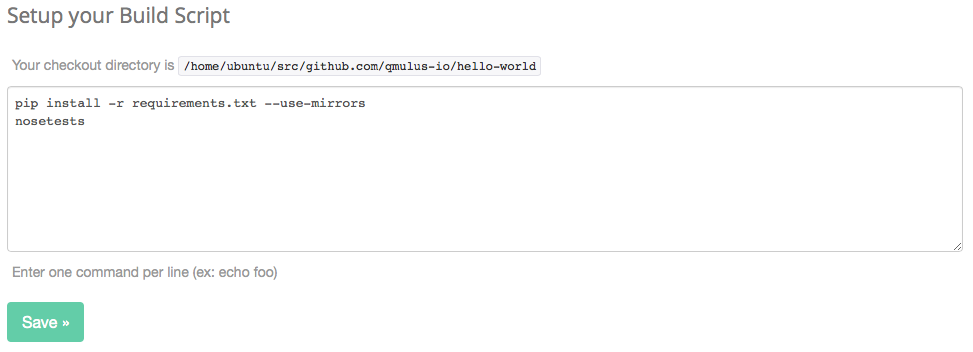 Setup your Build Script
Your checkout directory is /home/ubuntu/src/github.com/qmulus-io/hello-world
pip install -r requirements.txt --use-mirrors
nosetests
Enter one command per line (ex: echo foo)
Save »